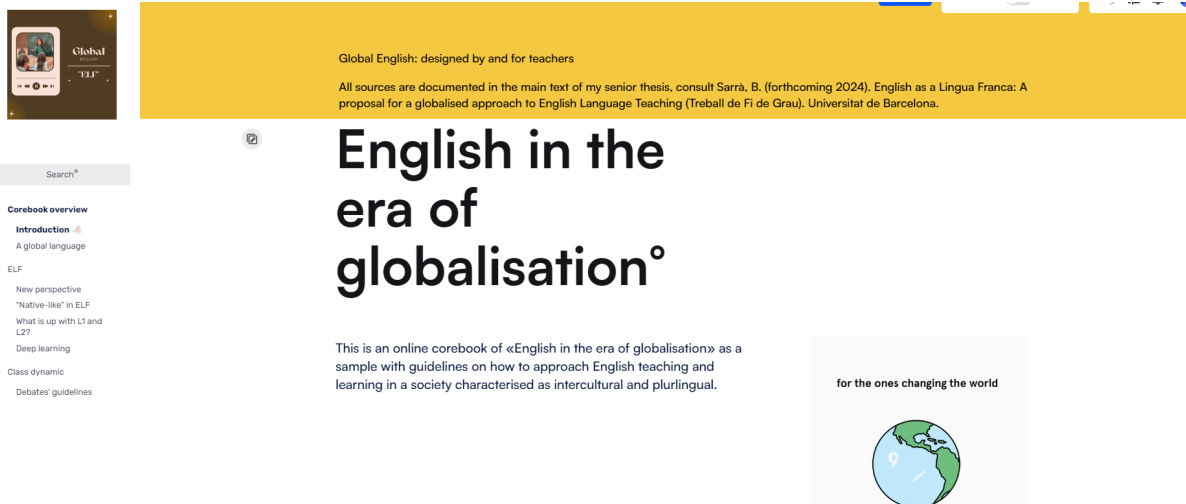 Global
ENGLISH
"ELF"
Search°
Corebook overview
Introduction
A global language
ELF
New perspective
"Native-like" in ELF
What is up with L1 and
L2?
Deep learning
Class dynamic
Debates' guidelines
Global English: designed by and for teachers
All sources are documented in the main text of my senior thesis, consult Sarrà, B. (forthcoming 2024). English as a Lingua Franca: A
proposal for a globalised approach to English Language Teaching (Treball de Fi de Grau). Universitat de Barcelona.
English in the
era of
globalisation°
This is an online corebook of «English in the era of globalisation» as a
sample with guidelines on how to approach English teaching and
learning in a society characterised as intercultural and plurlingual.
for the ones changing the world